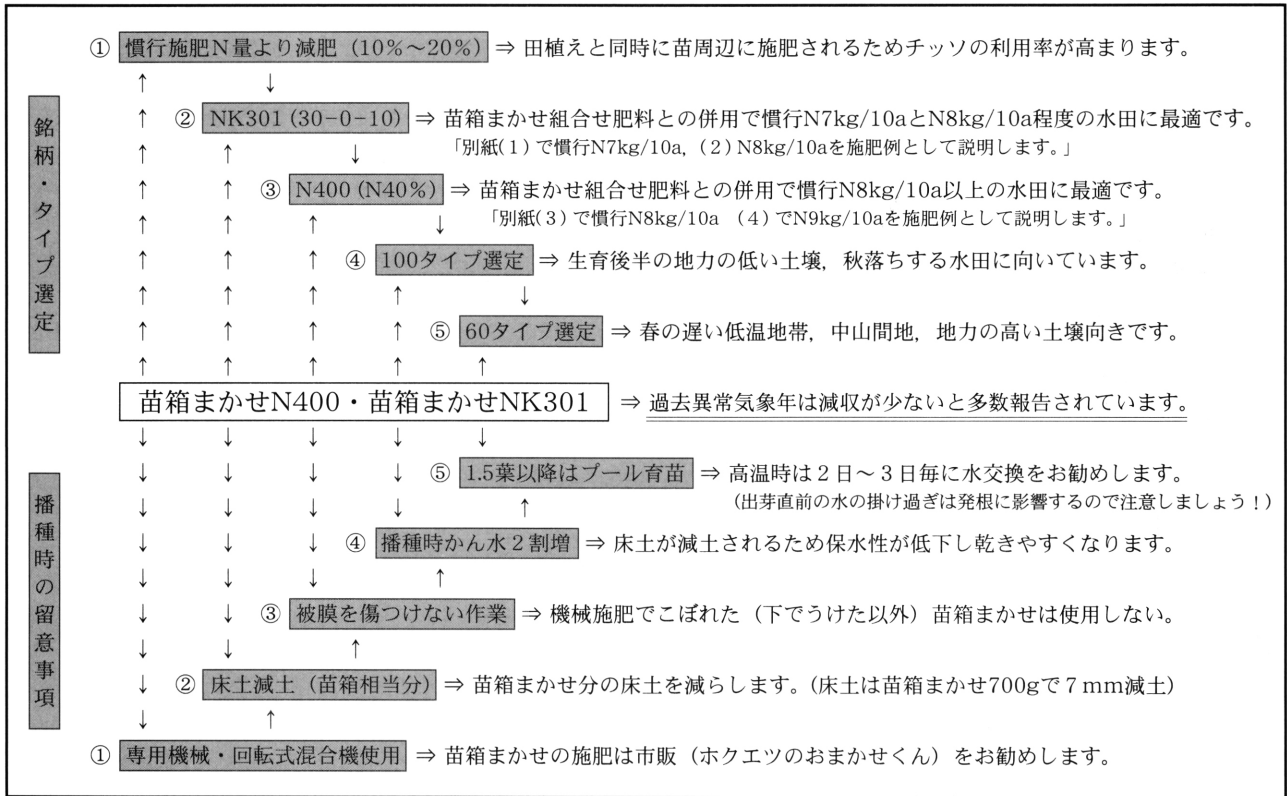 銘柄・タイプ選定
① 慣行施肥N量より減肥（10%～20%） ⇒ 田植えと同時に苗周辺に施肥されるためチッソの利用率が高まります。
② NK301（30−0−10） ⇒ 苗箱まかせ組合せ肥料との併用で慣行N7kg/10aとN8kg/10a程度の水田に最適です。
「別紙(１)で慣行N7kg/10a,（２）N8kg/10aを施肥例として説明します。」
③ N400（N40%） ⇒ 苗箱まかせ組合せ肥料との併用で慣行N8kg/10a以上の水田に最適です。
「別紙(３)で慣行N8kg/10a （４）でN9kg/10aを施肥例として説明します。」
④ 100タイプ選定 ⇒ 生育後半の地力の低い土壌，秋落ちする水田に向いています。
⑤ 60タイプ選定 ⇒ 春の遅い低温地帯，中山間地，地力の高い土壌向きです。
苗箱まかせN400・苗箱まかせNK301 ⇒ 過去異常気象年は減収が少ないと多数報告されています。
播種時の留意事項
⑤ 1.5葉以降はプール育苗 ⇒ 高温時は２日～３日毎に水交換をお勧めします。
（出芽直前の水の掛け過ぎは発根に影響するので注意しましょう！）
④ 播種時かん水２割増 ⇒ 床土が減土されるため保水性が低下し乾きやすくなります。
③ 被膜を傷つけない作業 ⇒ 機械施肥でこぼれた（下でうけた以外）苗箱まかせは使用しない。
② 床土減土（苗箱相当分） ⇒ 苗箱まかせ分の床土を減らします。（床土は苗箱まかせ700gで７mm減土）
① 専用機械・回転式混合機使用 ⇒ 苗箱まかせの施肥は市販（ホクエツのおまかせくん）をお勧めします。